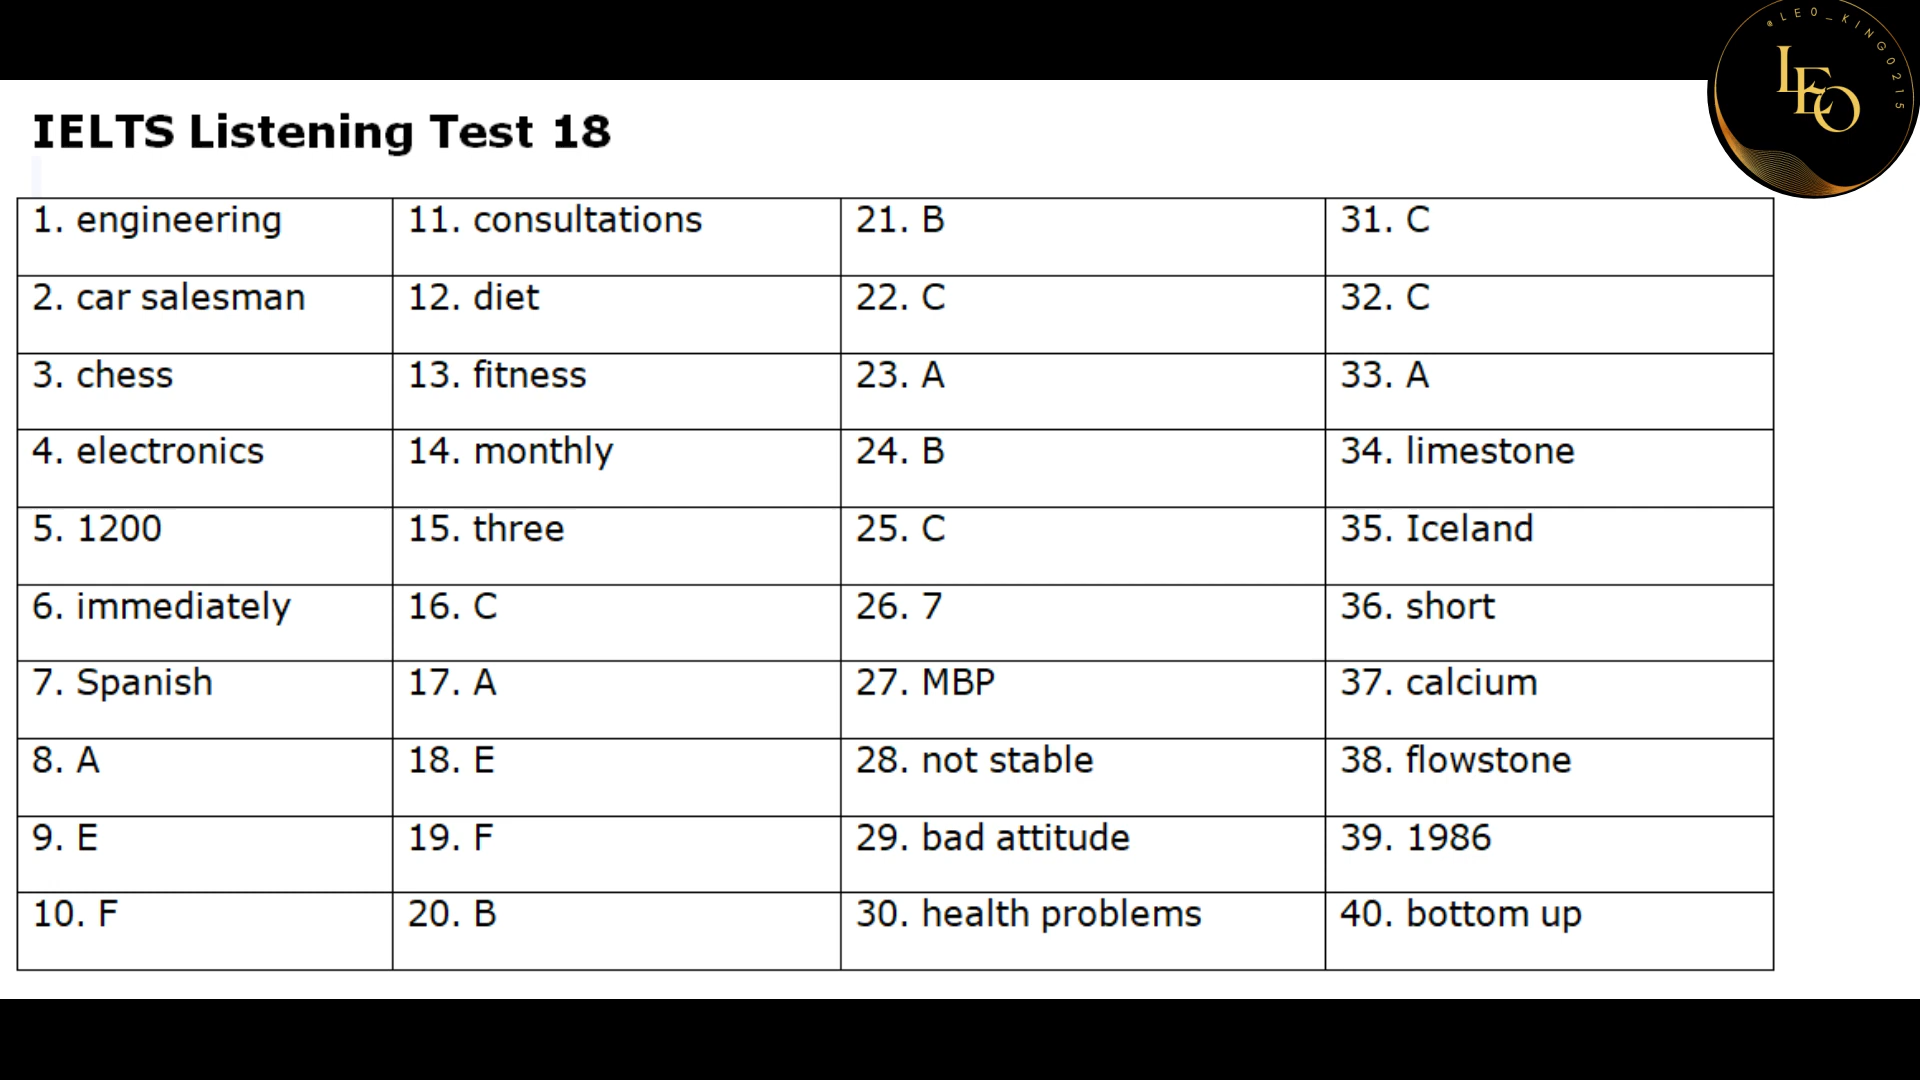 @LEO_KING0215
LEO
IELTS Listening Test 18
1. engineering 11. consultations 21. B 31. C
2. car salesman 12. diet 22. C 32. C
3. chess 13. fitness 23. A 33. A
4. electronics 14. monthly 24. B 34. limestone
5. 1200 15. three 25. C 35. Iceland
6. immediately 16. C 26. 7 36. short
7. Spanish 17. A 27. MBP 37. calcium
8. A 18. E 28. not stable 38. flowstone
9. E 19. F 29. bad attitude 39. 1986
10. F 20. B 30. health problems 40. bottom up